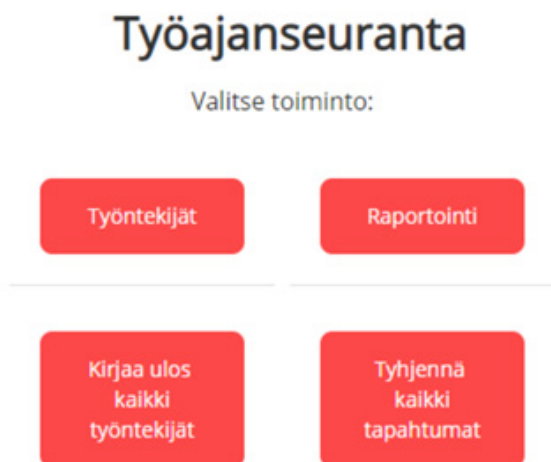 Työajanseuranta
Valitse toiminto:
Työntekijät
Raportointi
Kirjaa ulos
kaikki
työntekijät
Tyhjennä
kaikki
tapahtumat